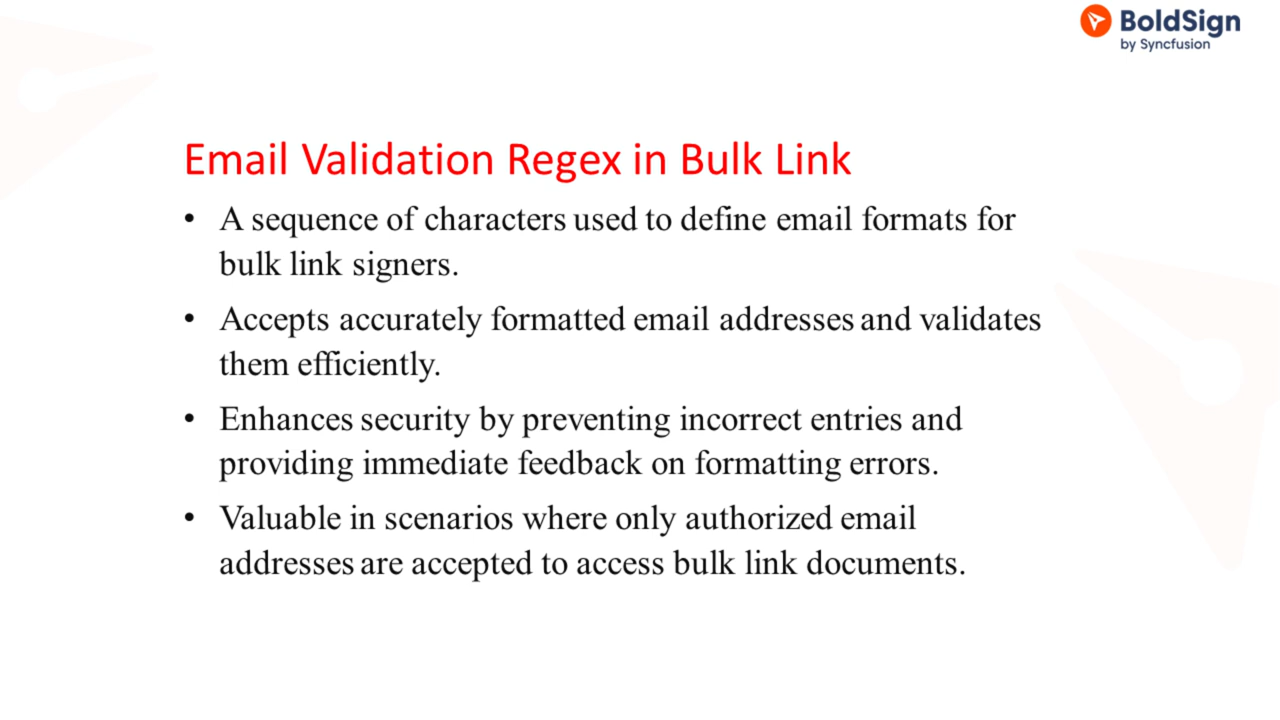 BoldSign
by Syncfusion
Email Validation Regex in Bulk Link
• A sequence of characters used to define email formats for
bulk link signers.
• Accepts accurately formatted email addresses and validates
them efficiently.
• Enhances security by preventing incorrect entries and
providing immediate feedback on formatting errors.
• Valuable in scenarios where only authorized email
addresses are accepted to access bulk link documents.